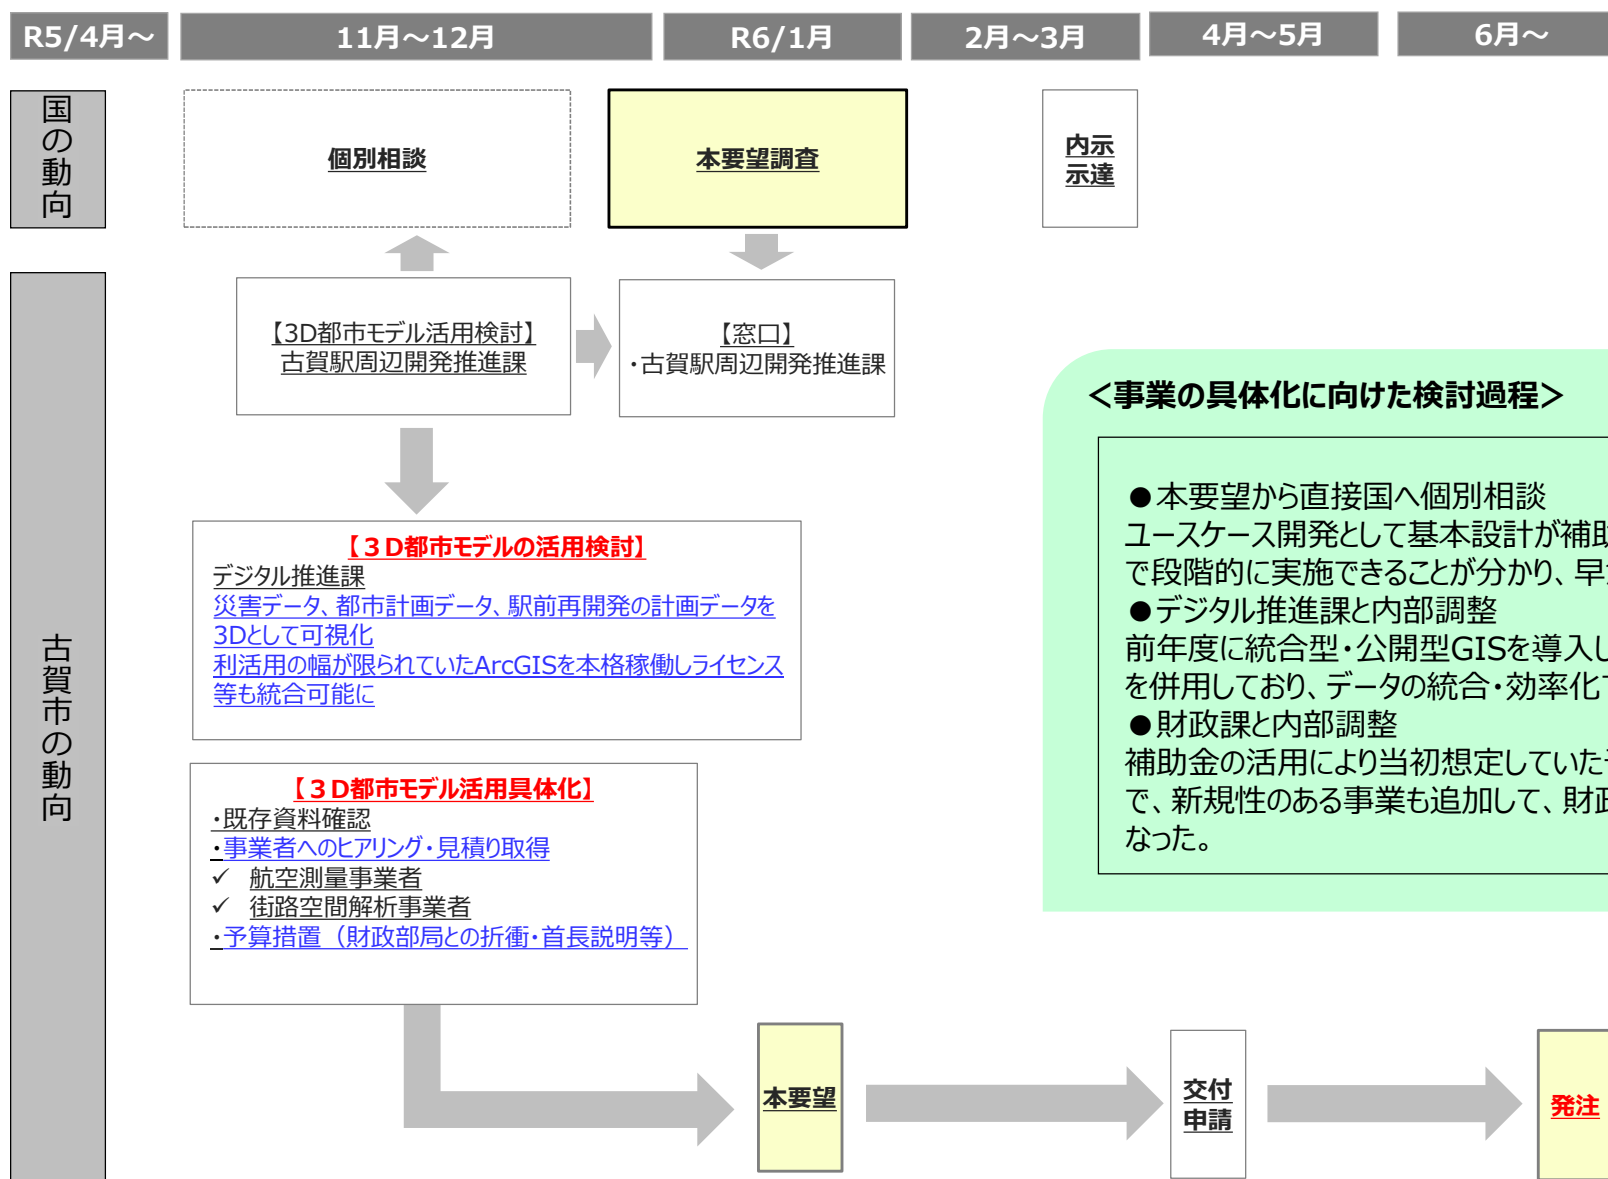 R5/4月～
11月～12月
R6/1月
2月～3月
4月～5月
6月～
国の動向
個別相談
本要望調査
内示
示達
古賀市の動向
【3D都市モデル活用検討】
古賀駅周辺開発推進課
【窓口】
・古賀駅周辺開発推進課
【３D都市モデルの活用検討】
デジタル推進課
災害データ、都市計画データ、駅前再開発の計画データを
3Dとして可視化
利活用の幅が限られていたArcGISを本格稼働しライセンス
等も統合可能に
【３D都市モデル活用具体化】
・既存資料確認
・事業者へのヒアリング・見積り取得
✓ 航空測量事業者
✓ 街路空間解析事業者
・予算措置（財政部局との折衝・首長説明等）
＜事業の具体化に向けた検討過程＞
●本要望から直接国へ個別相談
ユースケース開発として基本設計が補助
で段階的に実施できることが分かり、早
●デジタル推進課と内部調整
前年度に統合型・公開型GISを導入し
を併用しており、データの統合・効率化
●財政課と内部調整
補助金の活用により当初想定していた
で、新規性のある事業も追加して、財政
なった。
本要望
交付
申請
発注